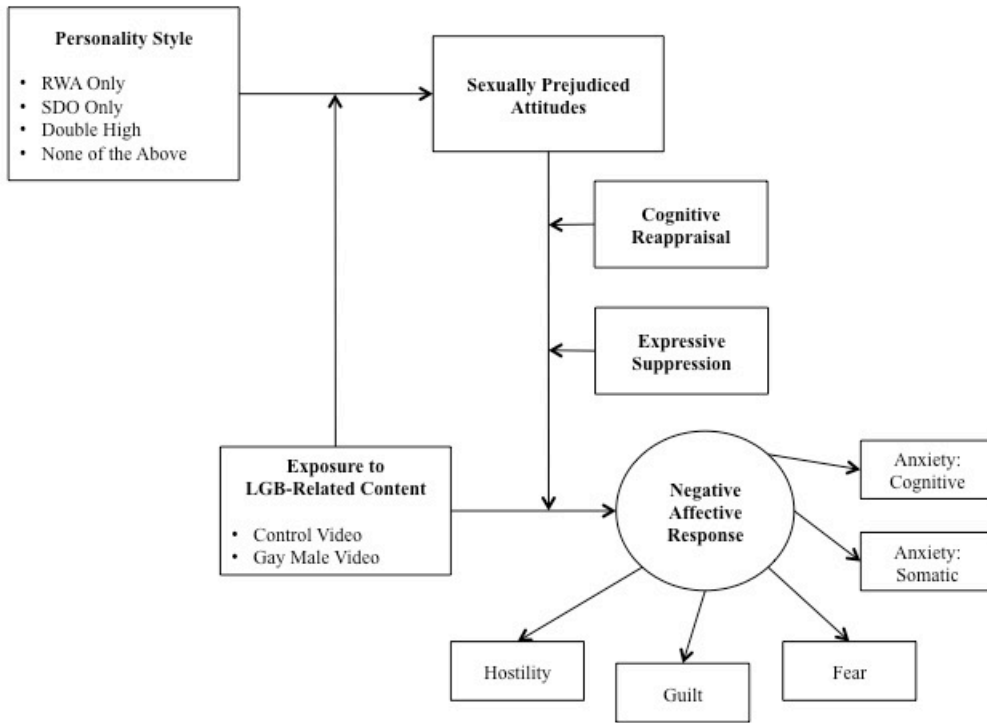 Personality Style
• RWA Only
• SDO Only
• Double High
• None of the Above
Sexually Prejudiced
Attitudes
Cognitive
Reappraisal
Expressive
Suppression
Exposure to
LGB-Related Content
• Control Video
• Gay Male Video
Negative
Affective
Response
Anxiety:
Cognitive
Anxiety:
Somatic
Hostility
Guilt
Fear